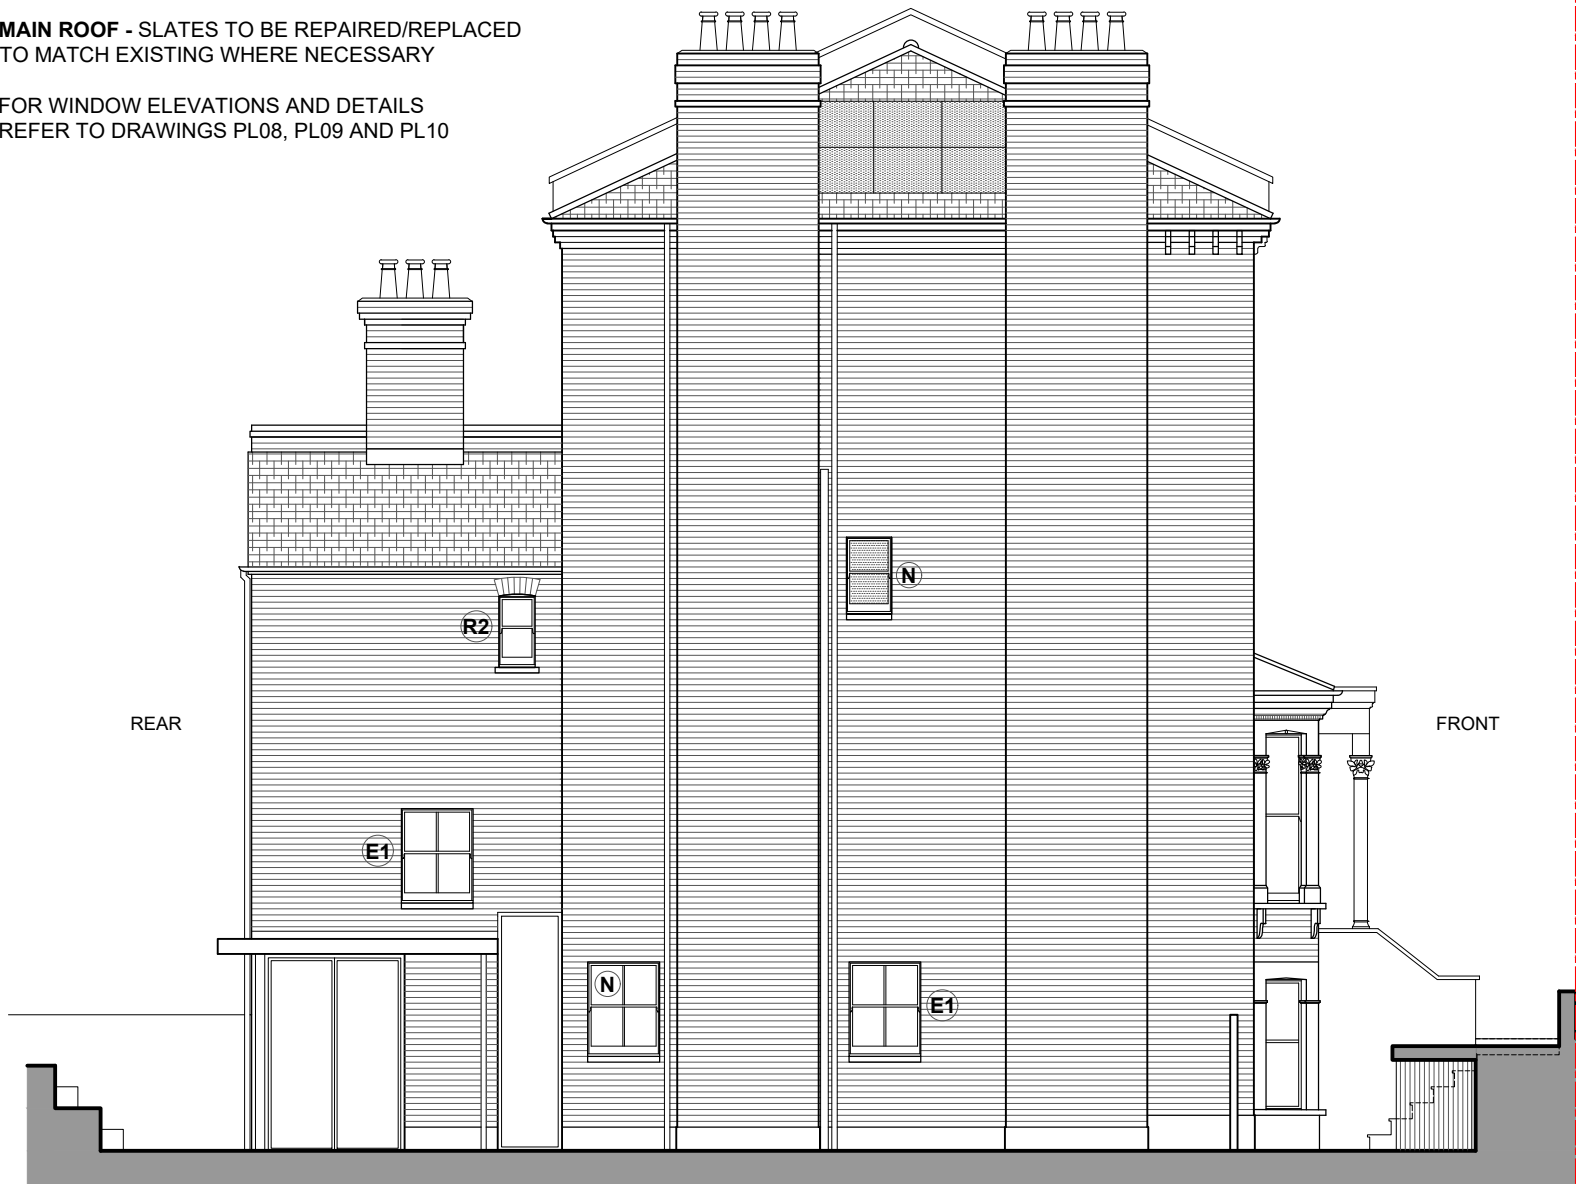 MAIN ROOF - SLATES TO BE REPAIRED/REPLACED
TO MATCH EXISTING WHERE NECESSARY
FOR WINDOW ELEVATIONS AND DETAILS
REFER TO DRAWINGS PL08, PL09 AND PL10
N
R2
REAR
FRONT
E1
N
E1